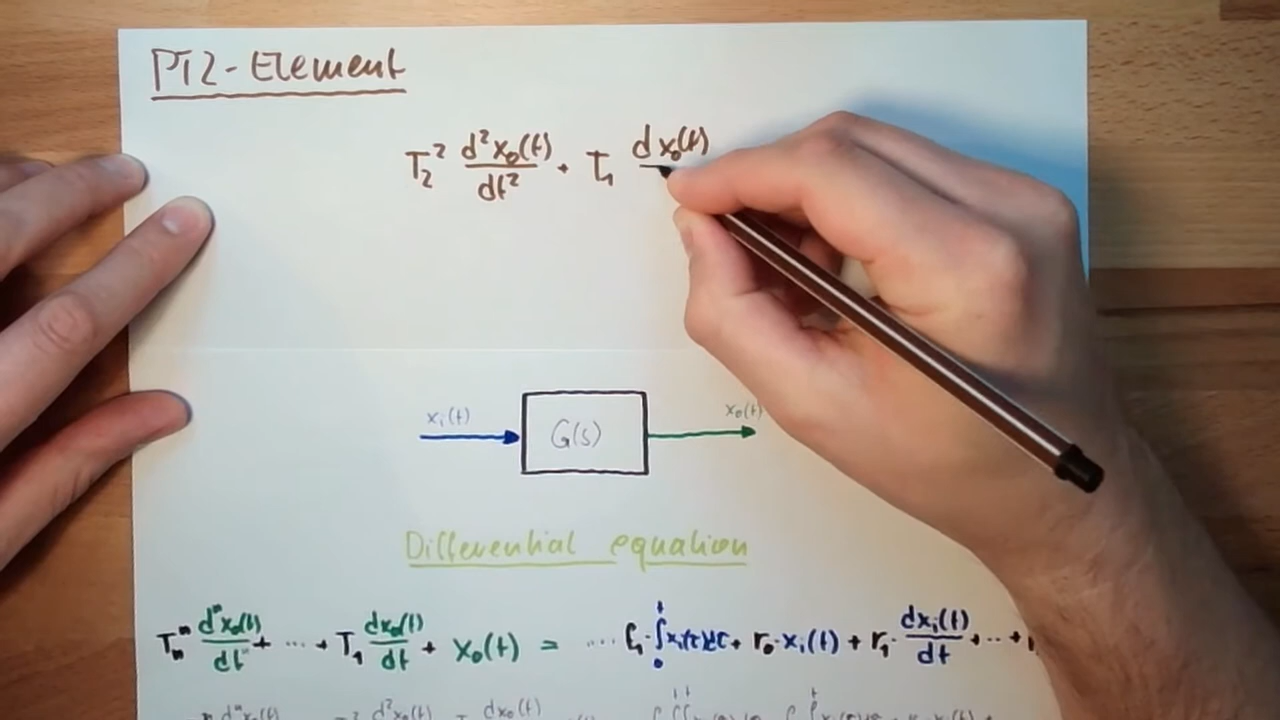 PT2-Element
T₂² d²x₀(t)/dt² + T₁ dx₀(t)
xᵢ(t) G(s) x₀(t)
Differential equation
Tₙⁿ dⁿx₀(t)/dtⁿ + ... + T₁ dx₀(t)/dt + x₀(t) = ... ∫₀ᵗ xᵢ(τ)dτ + r₀·xᵢ(t) + r₁· dxᵢ(t)/dt + ... +